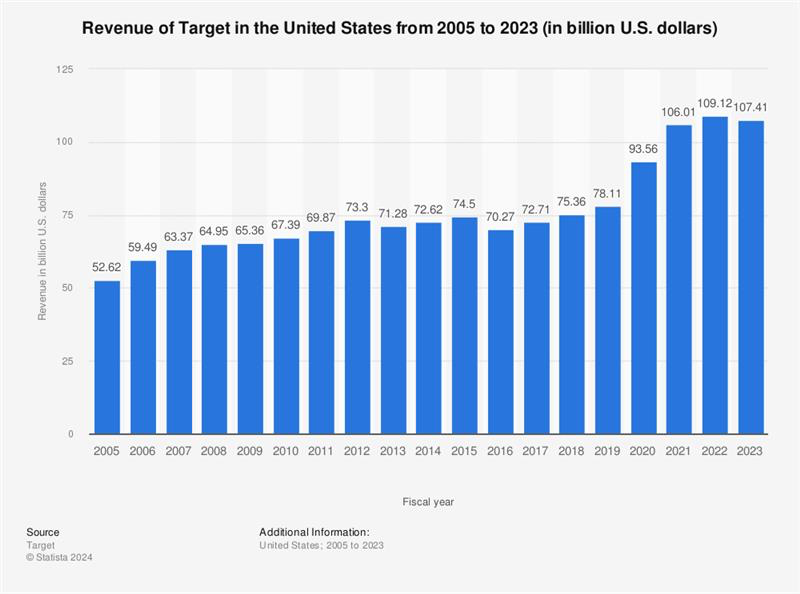 Revenue of Target in the United States from 2005 to 2023 (in billion U.S. dollars)
Revenue in billion U.S. dollars
125
100
75
50
25
0
52.62
59.49
63.37
64.95
65.36
67.39
69.87
73.3
71.28
72.62
74.5
70.27
72.71
75.36
78.11
93.56
106.01
109.12
107.41
2005 2006 2007 2008 2009 2010 2011 2012 2013 2014 2015 2016 2017 2018 2019 2020 2021 2022 2023
Fiscal year
Source
Target
© Statista 2024
Additional Information:
United States; 2005 to 2023